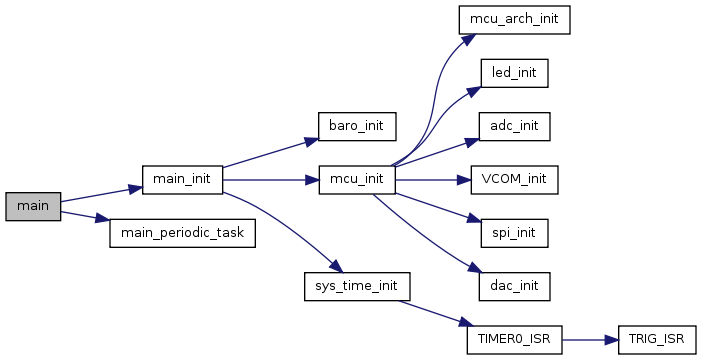 main
main_init
main_periodic_task
baro_init
mcu_init
sys_time_init
mcu_arch_init
led_init
adc_init
VCOM_init
spi_init
dac_init
TIMER0_ISR
TRIG_ISR